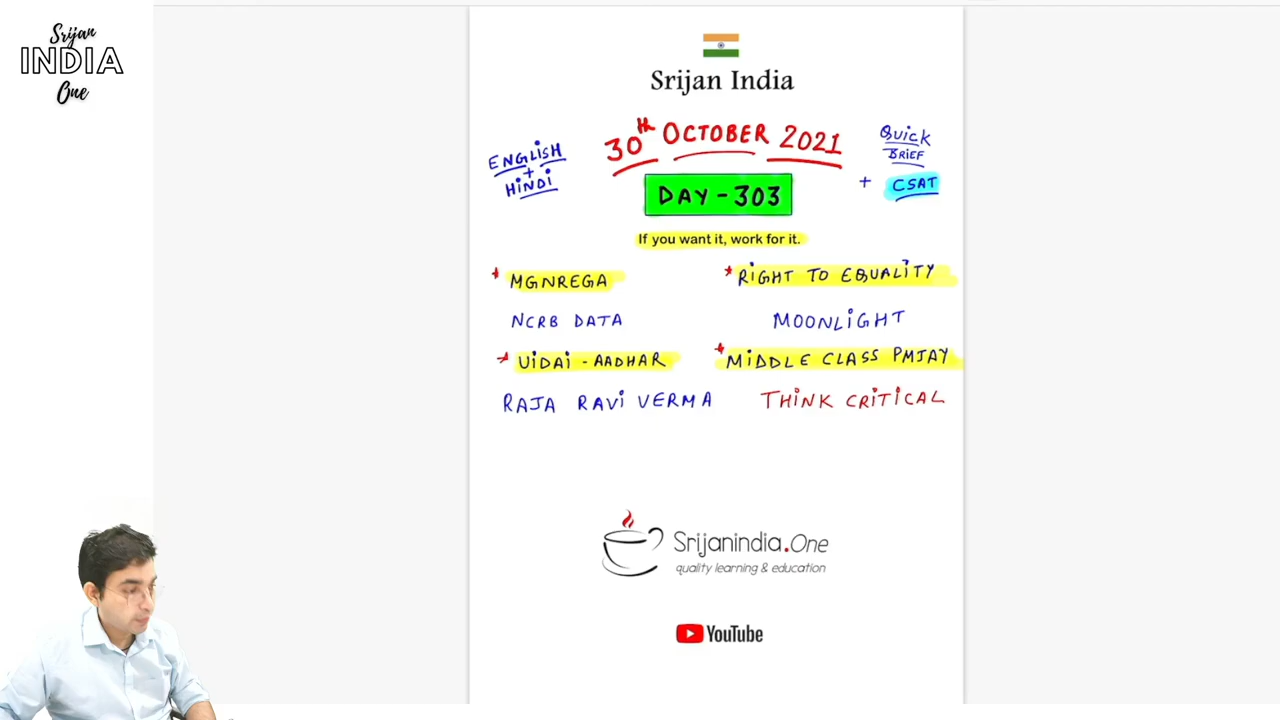 Srijan
INDIA
One
Srijan India
30th OCTOBER 2021
ENGLISH
+
HINDI
QUICK
BRIEF
+ CSAT
DAY - 303
If you want it, work for it.
* MGNREGA
* RIGHT TO EQUALITY
NCRB DATA
MOONLIGHT
* UIDAI - AADHAR
* MIDDLE CLASS PMJAY
RAJA RAVI VERMA
THINK CRITICAL
Srijanindia.One
quality learning & education
YouTube